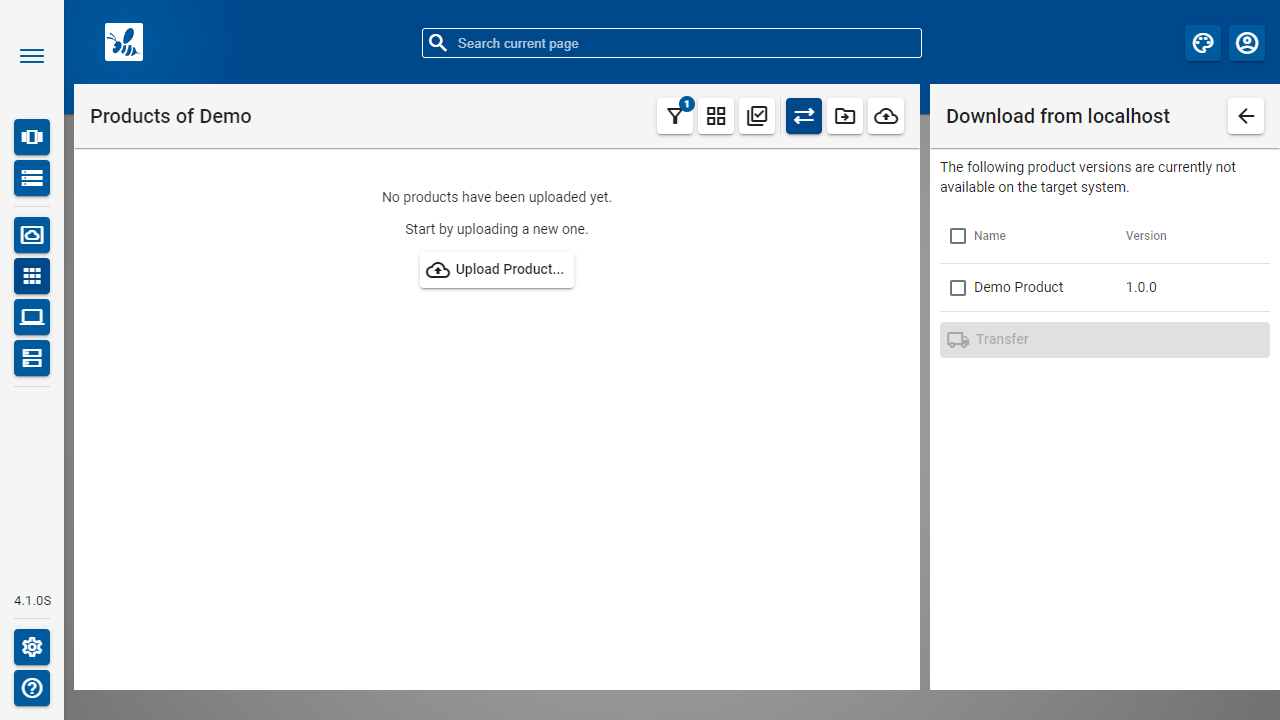 Search current page
Products of Demo
1
Download from localhost
No products have been uploaded yet.
Start by uploading a new one.
Upload Product...
The following product versions are currently not
available on the target system.
Name Version
Demo Product 1.0.0
Transfer
4.1.0S